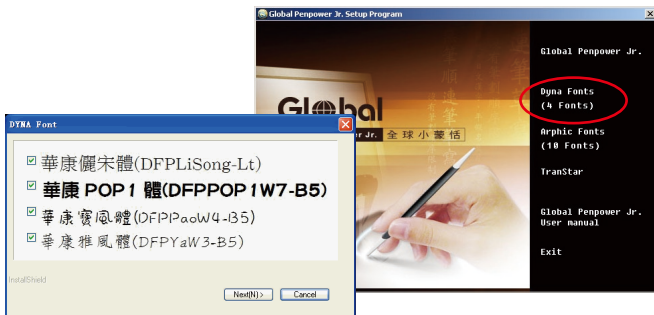 Global Penpower Jr. Setup Program
Global Penpower Jr.
Dyna Fonts
(4 Fonts)
Arphic Fonts
(10 Fonts)
TranStar
Global Penpower Jr.
User manual
Exit
Global
er Jr. 全球小蒙恬
DYNA Font
華康儷宋體(DFPLiSong-Lt)
華康 POP1 體(DFPPOP1W7-B5)
華康寶風體(DFPPaoW4-B5)
華康雅風體(DFPYaW3-B5)
InstallShield
Next(N) >
Cancel